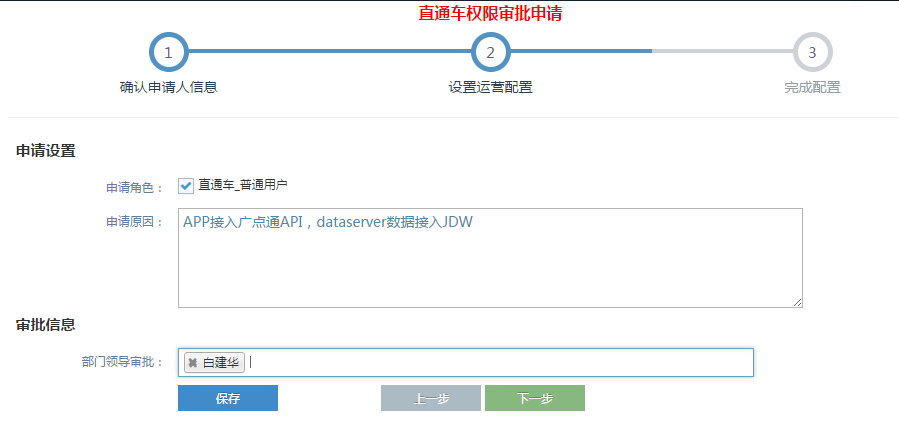 直通车权限审批申请
1 2 3
确认申请人信息 设置运营配置 完成配置
申请设置
申请角色： 直通车_普通用户
申请原因： APP接入广点通API，dataserver数据接入JDW
审批信息
部门领导审批： ✖ 白建华
保存 上一步 下一步